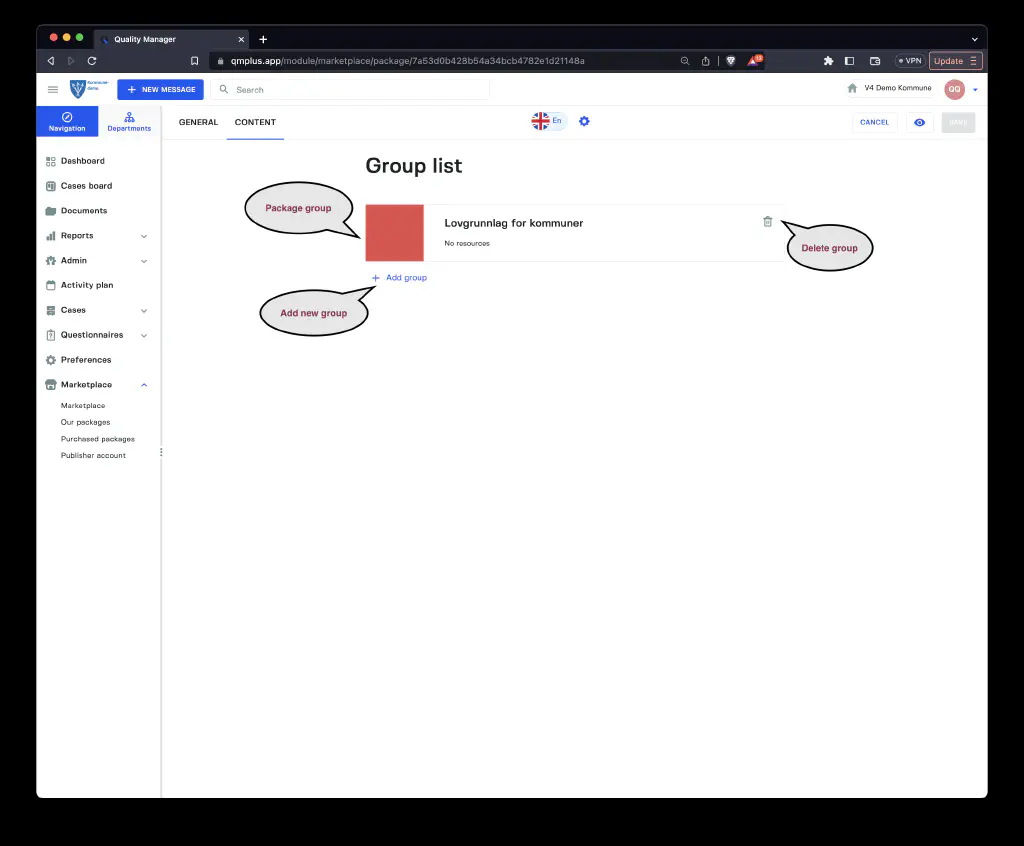 Quality Manager
qmplus.app/module/marketplace/package/7a53d0b428b54a34bcb4782e1d21148a
13
VPN
Update
Kommune-
demo
NEW MESSAGE
Search
V4 Demo Kommune
QQ
Navigation
Departments
GENERAL
CONTENT
En
CANCEL
SAVE
Dashboard
Cases board
Documents
Reports
Admin
Activity plan
Cases
Questionnaires
Preferences
Marketplace
Marketplace
Our packages
Purchased packages
Publisher account
Group list
Package group
Lovgrunnlag for kommuner
No resources
Delete group
+ Add group
Add new group